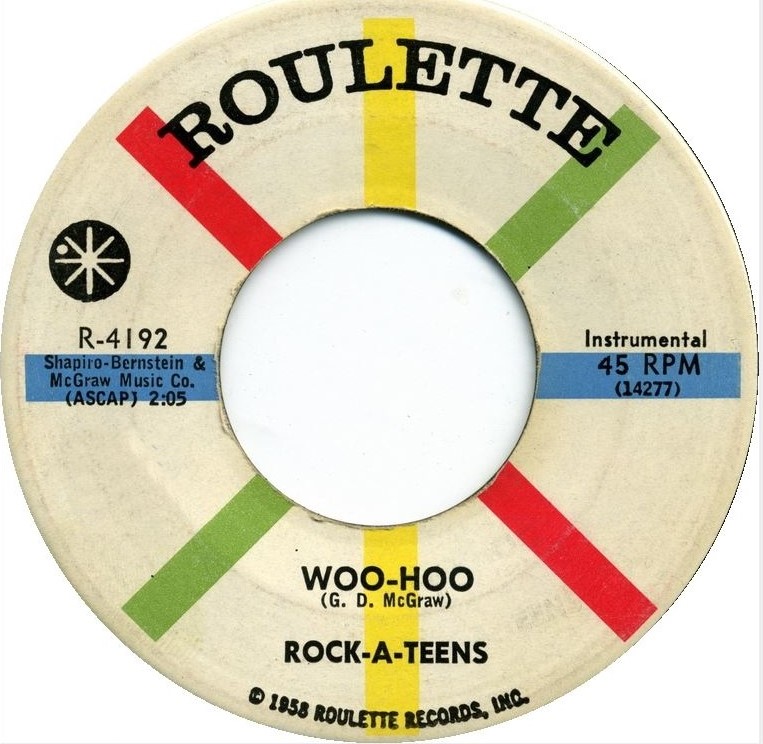 ROULETTE
R-4192
Shapiro-Bernstein &
McGraw Music Co.
(ASCAP) 2:05
Instrumental
45 RPM
(14277)
WOO-HOO
(G. D. McGraw)
ROCK-A-TEENS
© 1958 ROULETTE RECORDS, INC.